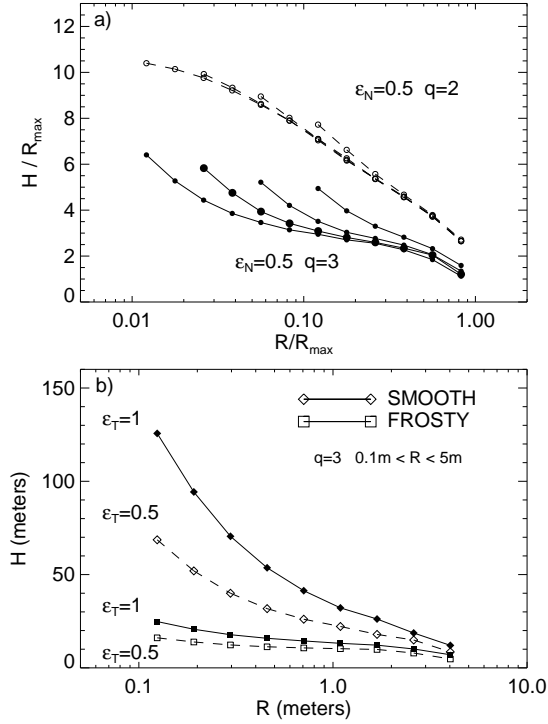 a)
12
10
8
6
4
2
0
H / R_max
ε_N=0.5 q=2
ε_N=0.5 q=3
0.01
0.10
1.00
R/R_max
b)
150
100
50
0
H (meters)
SMOOTH
FROSTY
q=3 0.1m < R < 5m
ε_T=1
ε_T=0.5
ε_T=1
ε_T=0.5
0.1
1.0
10.0
R (meters)